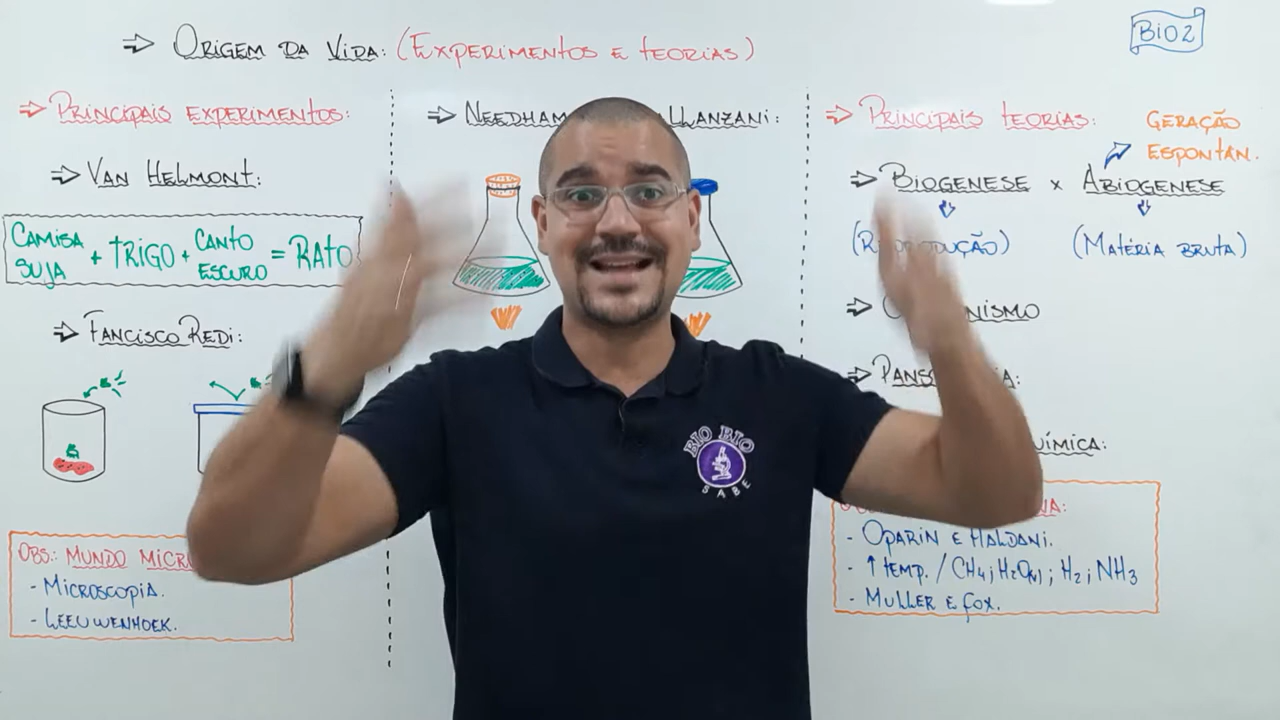 ⇒ ORIGEM DA VIDA: (EXPERIMENTOS E TEORIAS)
BIO2
⇒ PRINCIPAIS EXPERIMENTOS:
⇒ VAN HELMONT:
CAMISA SUJA + TRIGO + CANTO ESCURO = RATO
⇒ FANCISCO REDI:
OBS.: MUNDO
- MICROSCOPIA.
- LEEUWENHOEK.
⇒ NEEDHAM
⇒ PRINCIPAIS TEORIAS:
GERAÇÃO
ESPONTAN.
⇒ BIOGENESE x ABIOGENESE
(MATÉRIA BRUTA)
- OPARIN E HALDANI.
- ↑ TEMP. / CH4; H2O(V); H2; NH3
- MULLER E FOX.
BIO BIO
SABE